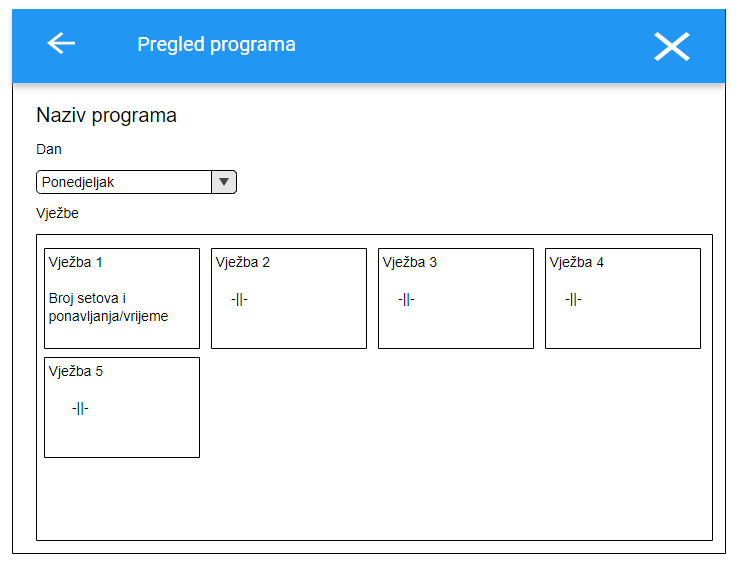 Pregled programa
Naziv programa
Dan
Ponedjeljak
Vježbe
Vježba 1
Broj setova i
ponavljanja/vrijeme
Vježba 2
-||-
Vježba 3
-||-
Vježba 4
-||-
Vježba 5
-||-